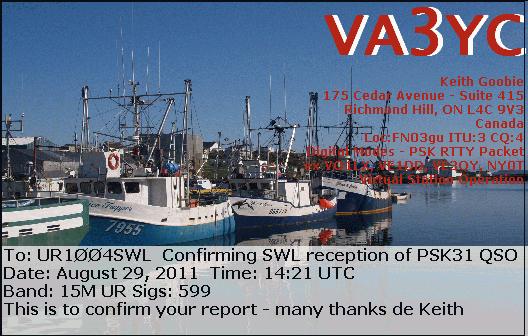 VA3YC
Keith Goobie
175 Cedar Avenue - Suite 415
Richmond Hill, ON L4C 9V3
Canada
Loc:FN03gu ITU:3 CQ:4
Digital Modes - PSK RTTY Packet
Virtual Station Operation
7955
To: UR1ØØ4SWL Confirming SWL reception of PSK31 QSO
Date: August 29, 2011 Time: 14:21 UTC
Band: 15M UR Sigs: 599
This is to confirm your report - many thanks de Keith